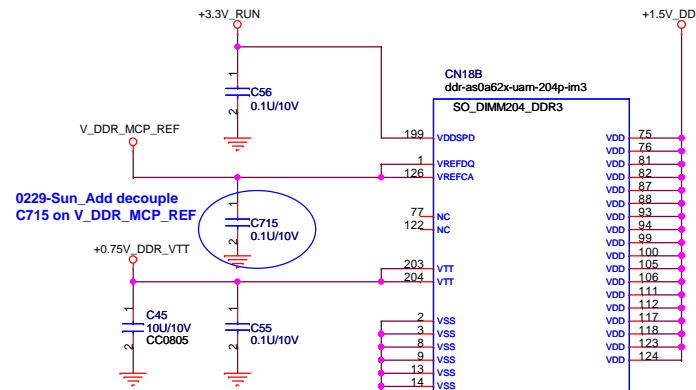 +3.3V_RUN
+1.5V_DD
CN18B
ddr-as0a62x-uam-204p-im3
SO_DIMM204_DDR3
1
C56
0.1U/10V
2
V_DDR_MCP_REF
199 VDDSPD
1 VREFDQ
126 VREFCA
77 NC
122 NC
203 VTT
204 VTT
2 VSS
3 VSS
8 VSS
9 VSS
13 VSS
14 VSS
VDD 75
VDD 76
VDD 81
VDD 82
VDD 87
VDD 88
VDD 93
VDD 94
VDD 99
VDD 100
VDD 105
VDD 106
VDD 111
VDD 112
VDD 117
VDD 118
VDD 123
VDD 124
0229-Sun_Add decouple
C715 on V_DDR_MCP_REF
1
C715
0.1U/10V
2
+0.75V_DDR_VTT
1
C45
10U/10V
CC0805
2
1
C55
0.1U/10V
2